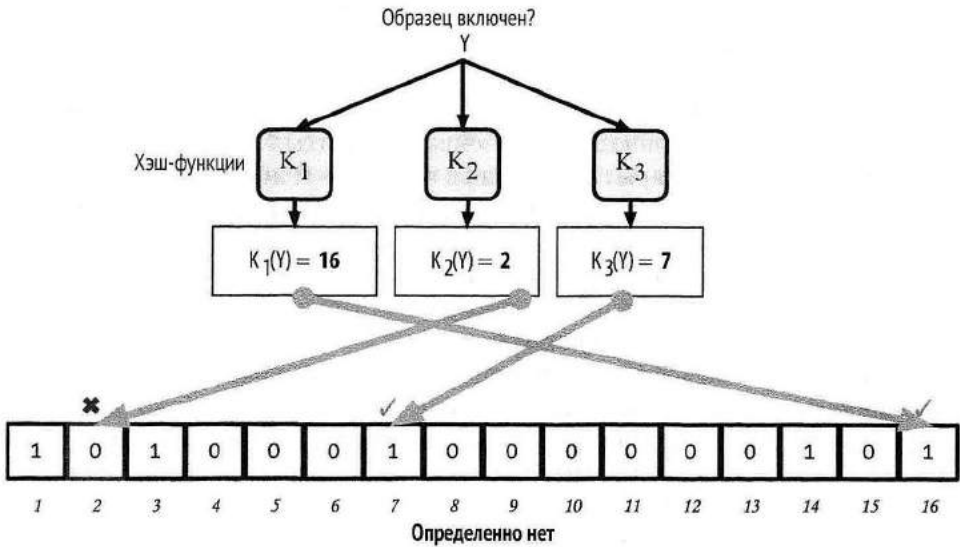 Образец включен?
Y
Хэш-функции K1 K2 K3
K1(Y) = 16 K2(Y) = 2 K3(Y) = 7
1 0 1 0 0 0 1 0 0 0 0 0 0 1 0 1
1 2 3 4 5 6 7 8 9 10 11 12 13 14 15 16
Определенно нет